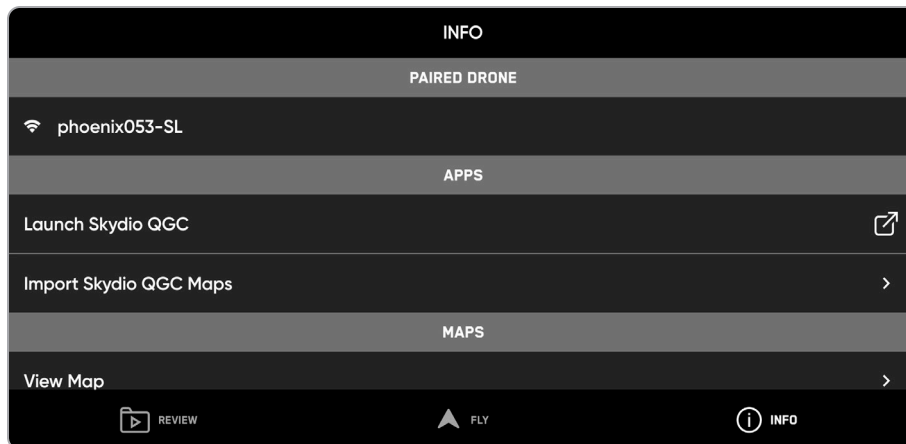 INFO
PAIRED DRONE
phoenix053-SL
APPS
Launch Skydio QGC
Import Skydio QGC Maps
MAPS
View Map
REVIEW
FLY
INFO